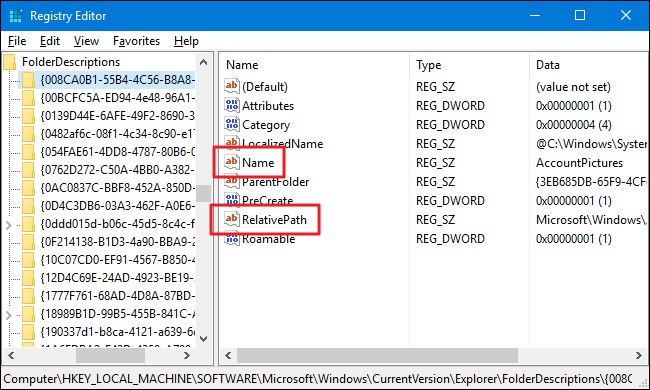 Registry Editor
File Edit View Favorites Help
FolderDescriptions
{008CA0B1-55B4-4C56-B8A8-
{00BCFC5A-ED94-4e48-96A1-
{0139D44E-6AFE-49F2-8690-3
{0482af6c-08f1-4c34-8c90-e17
{054FAE61-4DD8-4787-80B6-0
{0762D272-C50A-4BB0-A382-
{0AC0837C-BBF8-452A-850D-
{0D4C3DB6-03A3-462F-A0E6-
{0ddd015d-b06c-45d5-8c4c-f
{0F214138-B1D3-4a90-BBA9-2
{10C07CD0-EF91-4567-B850-4
{12D4C69E-24AD-4923-BE19-
{1777F761-68AD-4D8A-87BD-
{18989B1D-99B5-455B-841C-A
{190337d1-b8ca-4121-a639-6
Name Type Data
(Default) REG_SZ (value not set)
Attributes REG_DWORD 0x00000001 (1)
Category REG_DWORD 0x00000004 (4)
LocalizedName REG_SZ @C:\Windows\System
Name REG_SZ AccountPictures
ParentFolder REG_SZ {3EB685DB-65F9-4CF
PreCreate REG_DWORD 0x00000001 (1)
RelativePath REG_SZ Microsoft\Windows\
Roamable REG_DWORD 0x00000001 (1)
Computer\HKEY_LOCAL_MACHINE\SOFTWARE\Microsoft\Windows\CurrentVersion\Explorer\FolderDescriptions\{008C